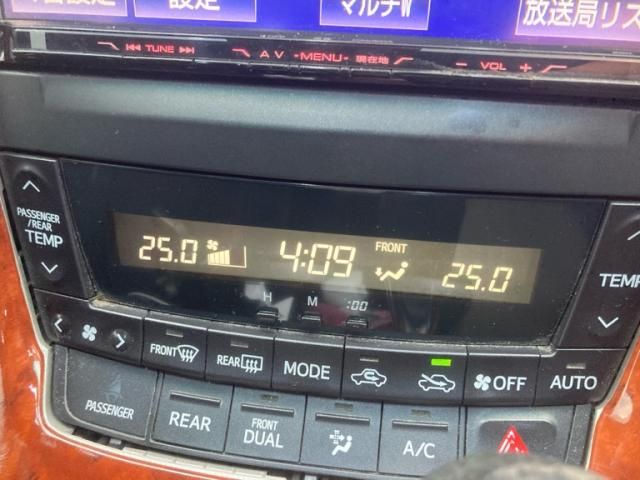 設定
マルチW
放送局リス
TUNE AV MENU 現在地 - VOL +
PASSENGER
/REAR
TEMP
25.0 4:09 FRONT 25.0
TEMP
H M :00
FRONT REAR MODE OFF AUTO
PASSENGER REAR FRONT DUAL A/C